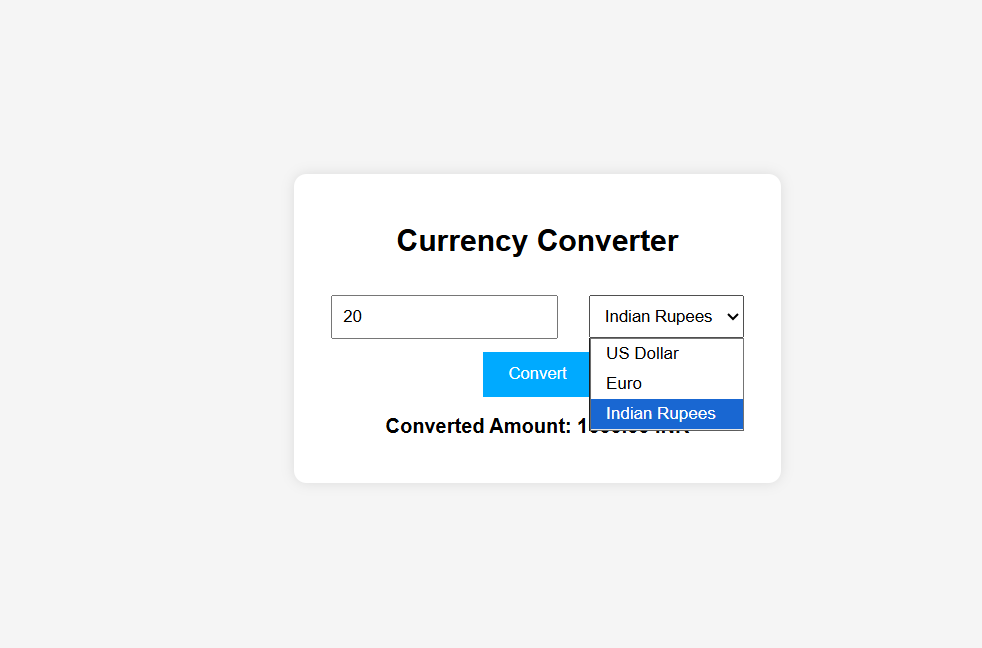 Currency Converter
20
Indian Rupees
US Dollar
Euro
Indian Rupees
Convert
Converted Amount: